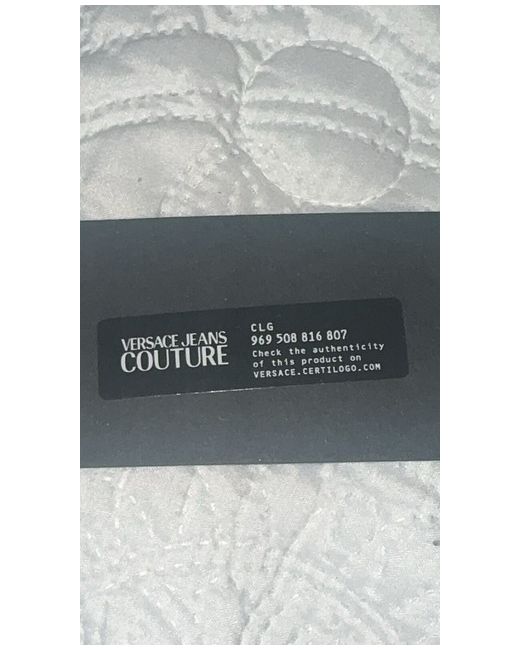 VERSACE JEANS
COUTURE
CLG
969 508 816 807
Check the authenticity
of this product on
VERSACE.CERTILOGO.COM